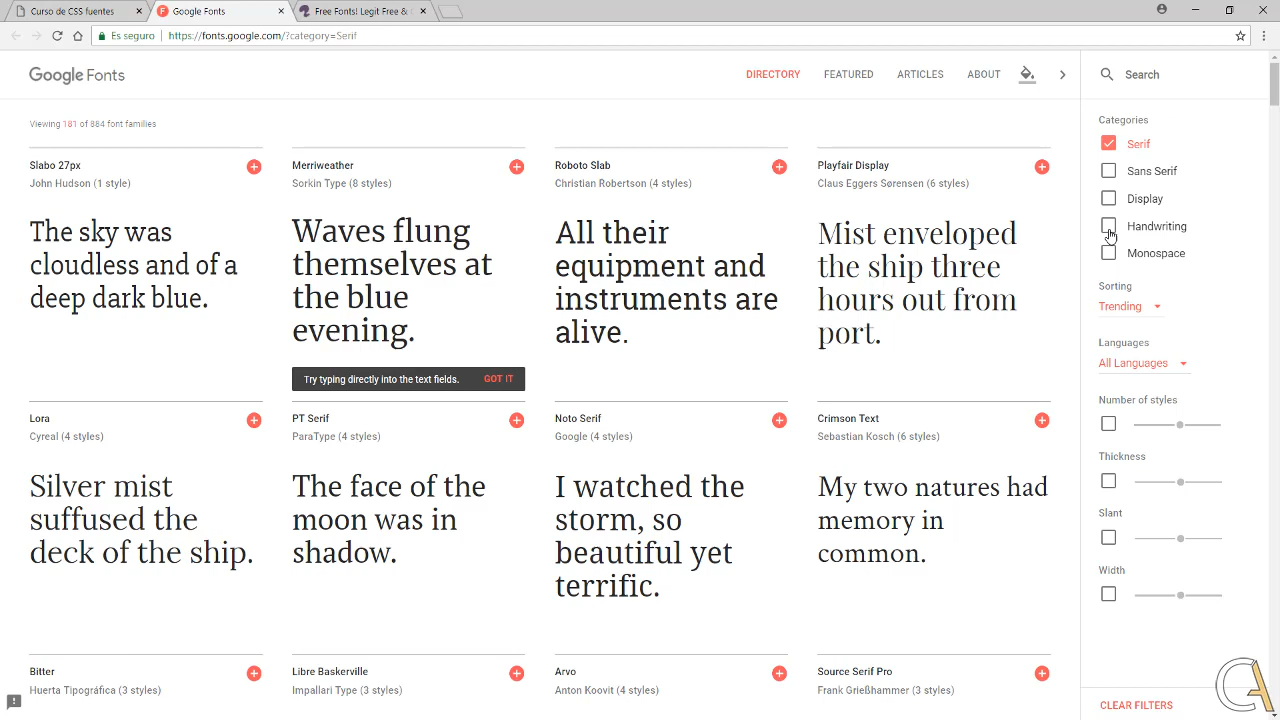 Curso de CSS fuentes
Google Fonts
Free Fonts! Legit Free &
Es seguro
https://fonts.google.com/?category=Serif
Google Fonts
DIRECTORY
FEATURED
ARTICLES
ABOUT
Search
Viewing 181 of 884 font families
Slabo 27px
John Hudson (1 style)
The sky was
cloudless and of a
deep dark blue.
Merriweather
Sorkin Type (8 styles)
Waves flung
themselves at
the blue
evening.
Try typing directly into the text fields.
GOT IT
Roboto Slab
Christian Robertson (4 styles)
All their
equipment and
instruments are
alive.
Playfair Display
Claus Eggers Sørensen (6 styles)
Mist enveloped
the ship three
hours out from
port.
Lora
Cyreal (4 styles)
Silver mist
suffused the
deck of the ship.
PT Serif
ParaType (4 styles)
The face of the
moon was in
shadow.
Noto Serif
Google (4 styles)
I watched the
storm, so
beautiful yet
terrific.
Crimson Text
Sebastian Kosch (6 styles)
My two natures had
memory in
common.
Bitter
Huerta Tipográfica (3 styles)
Libre Baskerville
Impallari Type (3 styles)
Arvo
Anton Koovit (4 styles)
Source Serif Pro
Frank Grießhammer (3 styles)
Categories
Serif
Sans Serif
Display
Handwriting
Monospace
Sorting
Trending
Languages
All Languages
Number of styles
Thickness
Slant
Width
CLEAR FILTERS
CA